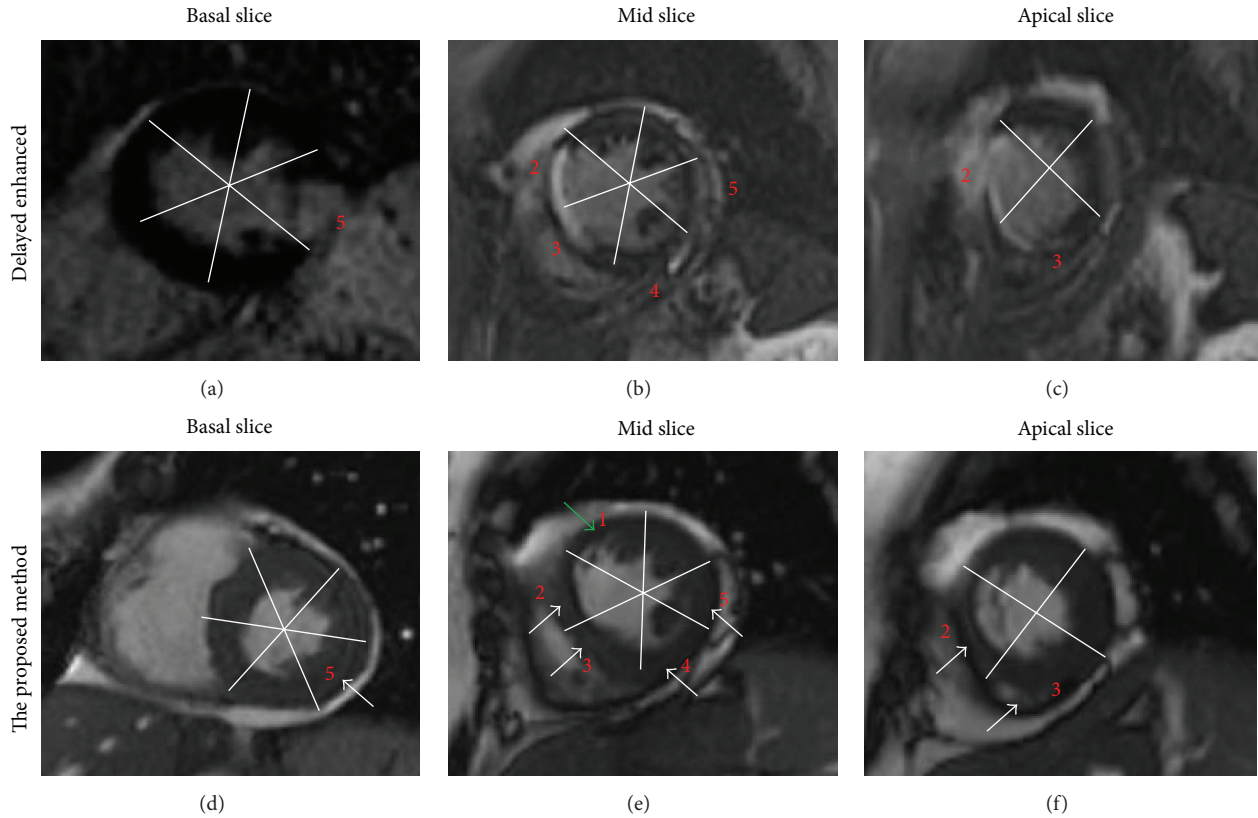 Basal slice
Mid slice
Apical slice
Delayed enhanced
5
2
3
4
5
2
3
(a)
(b)
(c)
Basal slice
Mid slice
Apical slice
The proposed method
5
1
2
3
4
5
2
3
(d)
(e)
(f)